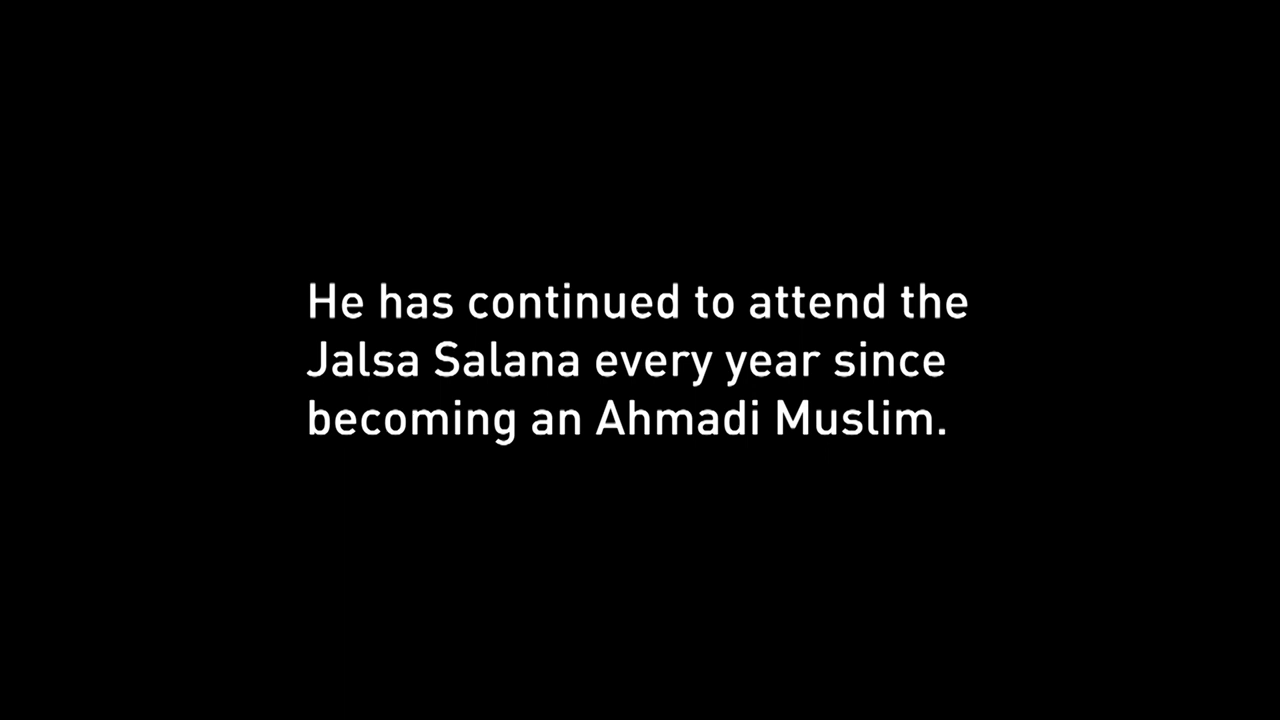 He has continued to attend the
Jalsa Salana every year since
becoming an Ahmadi Muslim.